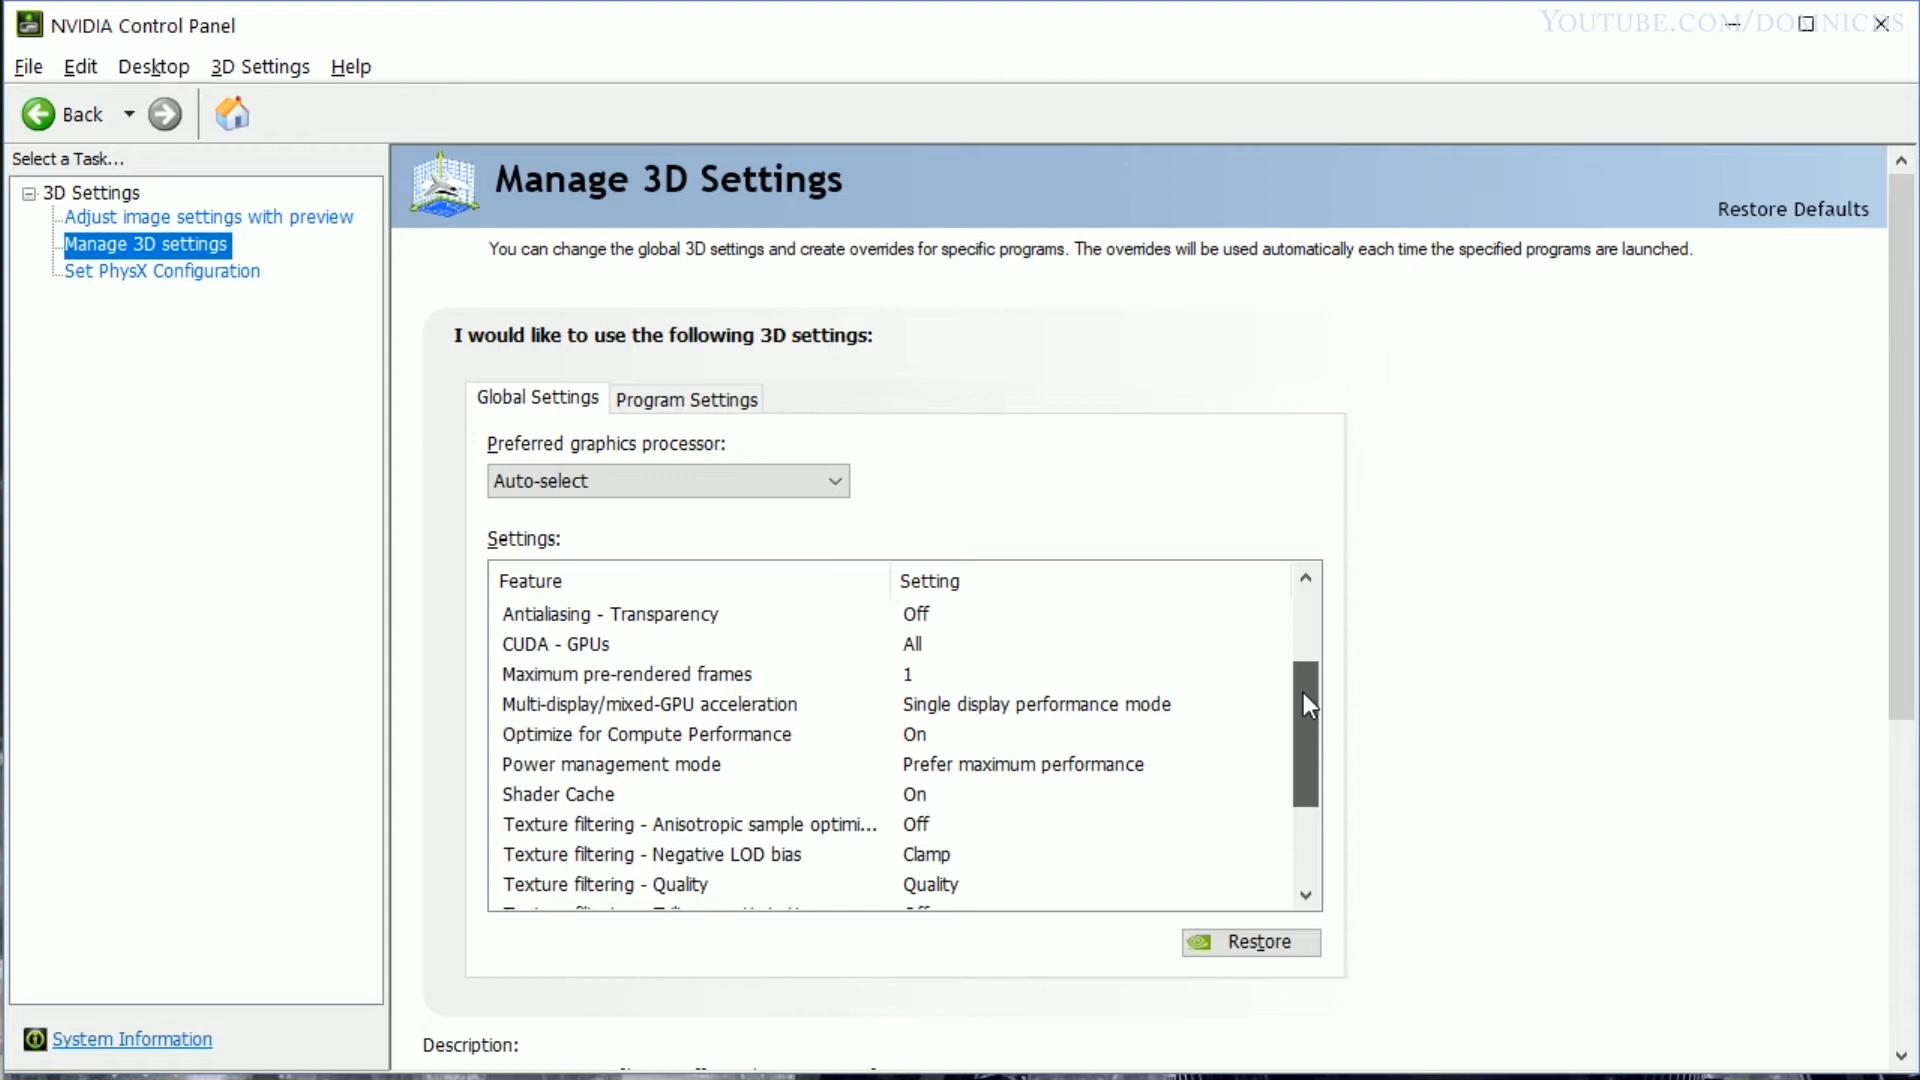 NVIDIA Control Panel
YOUTUBE.COM/DOMINICHS
File Edit Desktop 3D Settings Help
Back
Select a Task...
3D Settings
Adjust image settings with preview
Manage 3D settings
Set PhysX Configuration
System Information
Manage 3D Settings
Restore Defaults
You can change the global 3D settings and create overrides for specific programs. The overrides will be used automatically each time the specified programs are launched.
I would like to use the following 3D settings:
Global Settings Program Settings
Preferred graphics processor:
Auto-select
Settings:
Feature Setting
Antialiasing - Transparency Off
CUDA - GPUs All
Maximum pre-rendered frames 1
Multi-display/mixed-GPU acceleration Single display performance mode
Optimize for Compute Performance On
Power management mode Prefer maximum performance
Shader Cache On
Texture filtering - Anisotropic sample optimi... Off
Texture filtering - Negative LOD bias Clamp
Texture filtering - Quality Quality
Restore
Description: